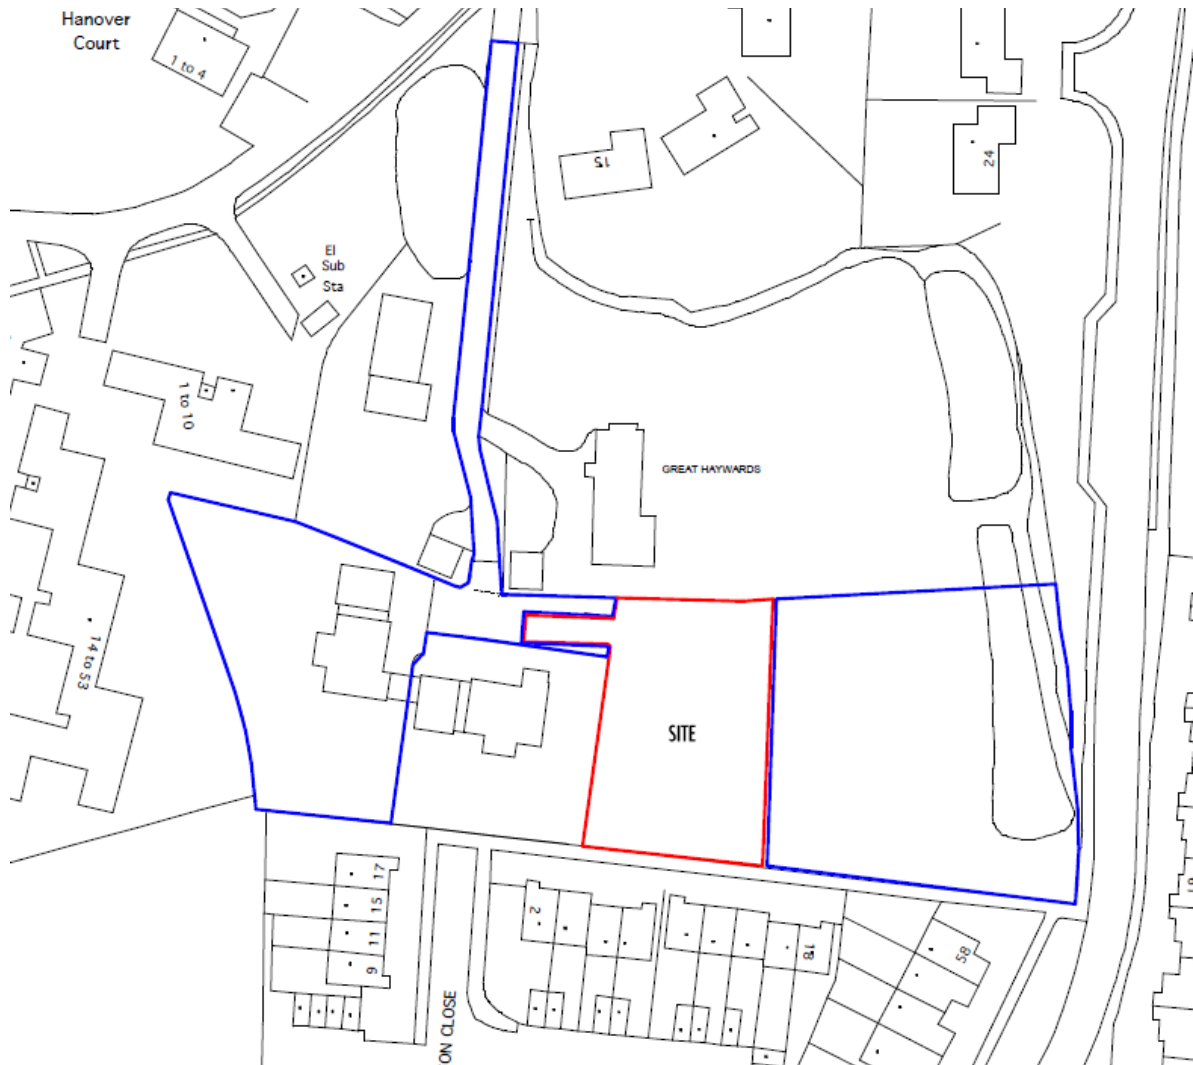 Hanover
Court
1 to 4
15
24
El
Sub
Sta
1 to 10
GREAT HAYWARDS
14 to 53
SITE
17
15
11
9
2
18
58
ON CLOSE